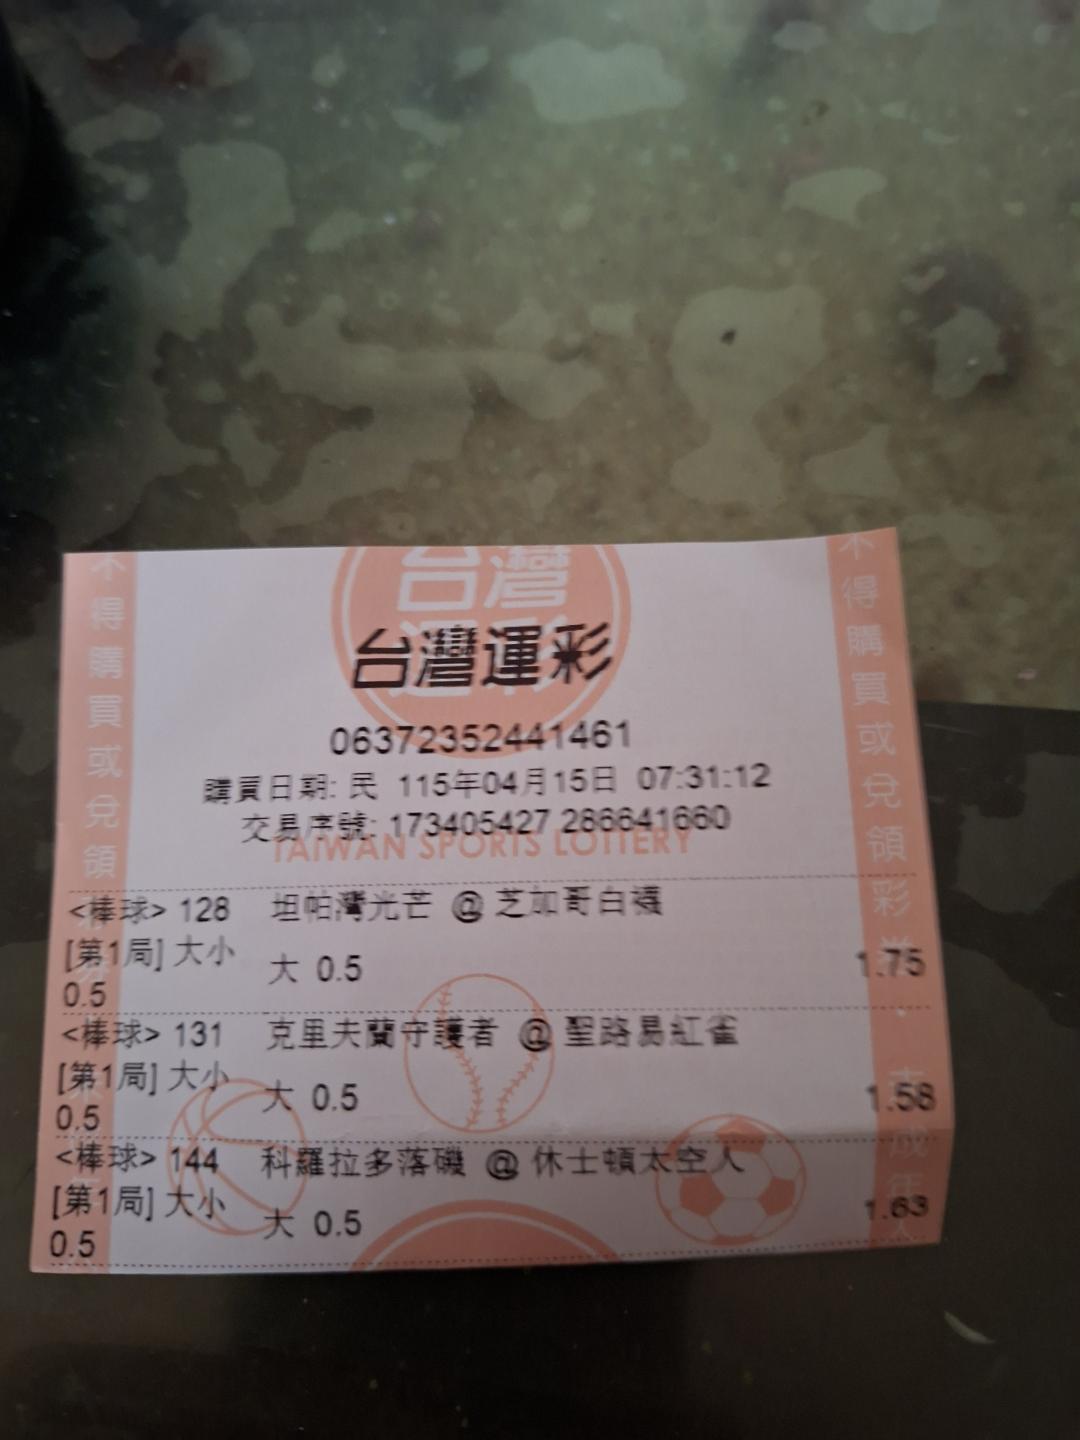 台灣
運彩
台灣運彩
06372352441461
購買日期: 民 115年04月15日 07:31:12
交易序號: 173405427 286641660
TAIWAN SPORTS LOTTERY
<棒球> 128 坦帕灣光芒 @ 芝加哥白襪
[第1局] 大小 大 0.5 1.75
0.5
<棒球> 131 克里夫蘭守護者 @ 聖路易紅雀
[第1局] 大小 大 0.5 1.58
0.5
<棒球> 144 科羅拉多落磯 @ 休士頓太空人
[第1局] 大小 大 0.5 1.63
0.5
不得購買或兌領
不得購買或兌領彩